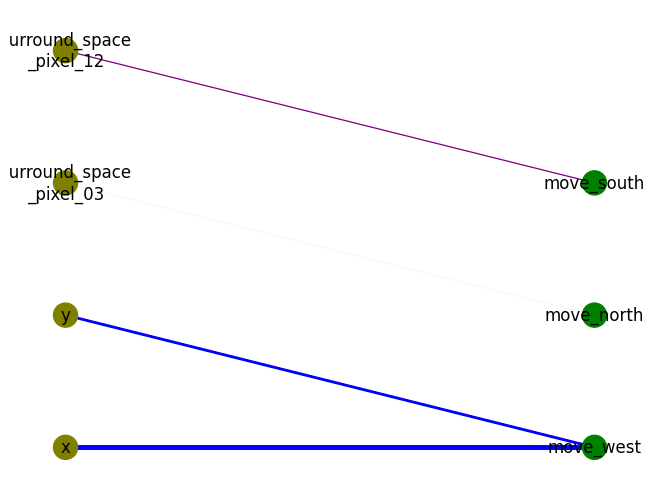 urround_space
_pixel_12
urround_space
_pixel_03
move_south
y
move_north
x
move_west